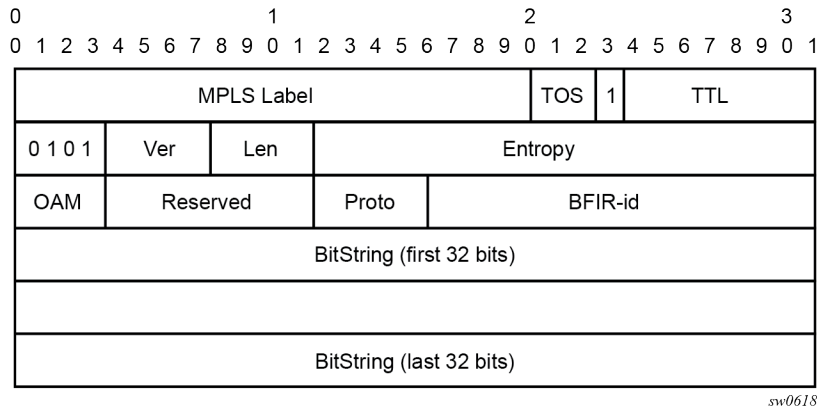 0 1 2 3
0 1 2 3 4 5 6 7 8 9 0 1 2 3 4 5 6 7 8 9 0 1 2 3 4 5 6 7 8 9 0 1
MPLS Label TOS 1 TTL
0 1 0 1 Ver Len Entropy
OAM Reserved Proto BFIR-id
BitString (first 32 bits)
BitString (last 32 bits)
sw0618